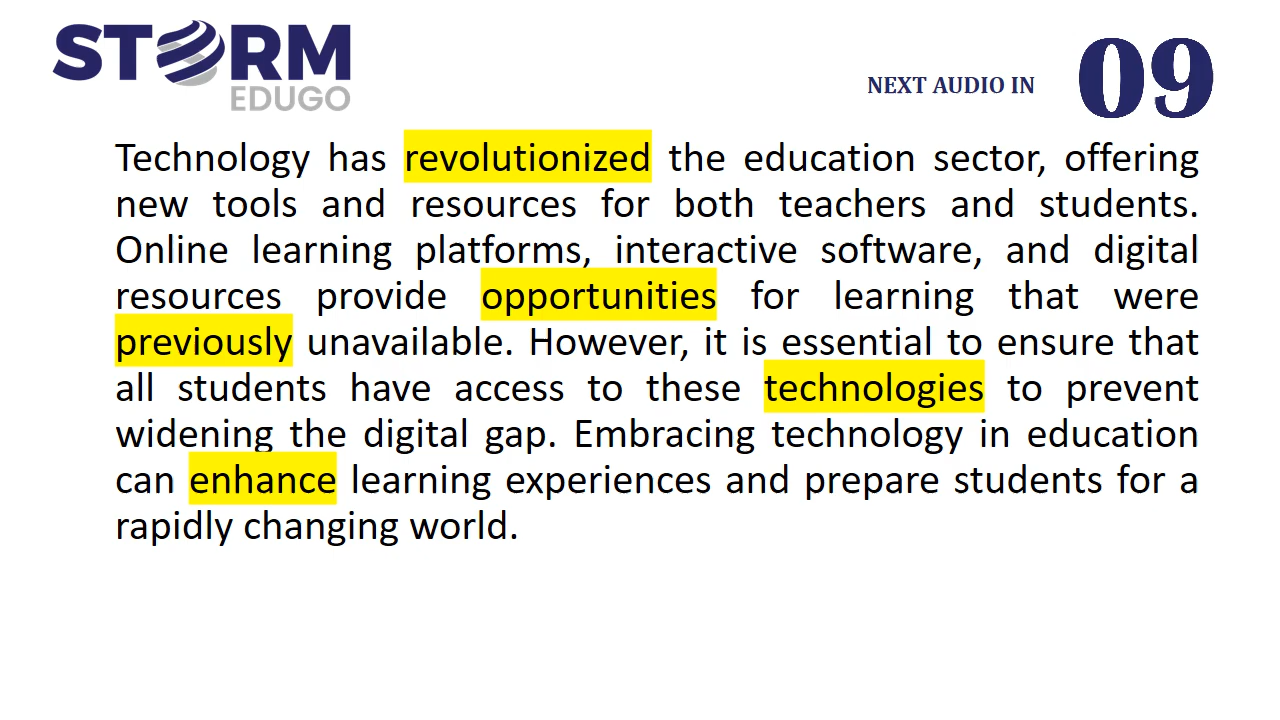 STORM
EDUGO
NEXT AUDIO IN 09
Technology has revolutionized the education sector, offering
new tools and resources for both teachers and students.
Online learning platforms, interactive software, and digital
resources provide opportunities for learning that were
previously unavailable. However, it is essential to ensure that
all students have access to these technologies to prevent
widening the digital gap. Embracing technology in education
can enhance learning experiences and prepare students for a
rapidly changing world.